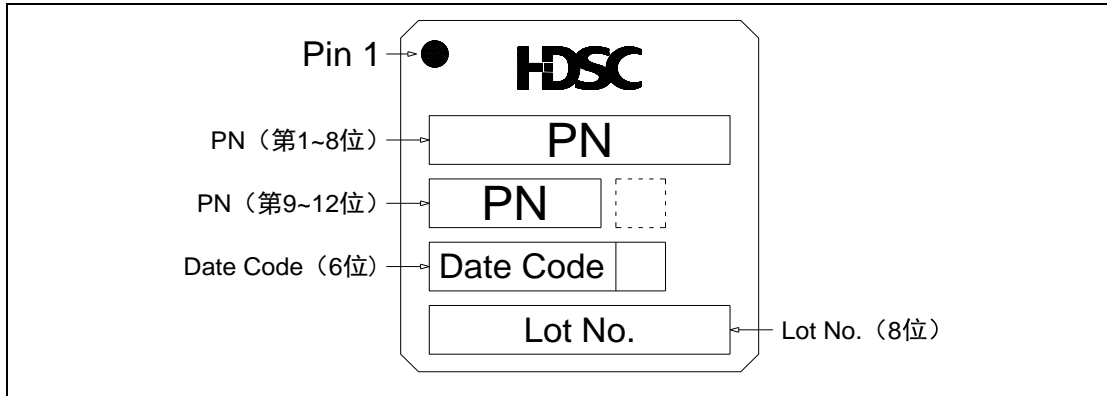 Pin 1
HDSC
PN（第1~8位）
PN
PN（第9~12位）
PN
Date Code（6位）
Date Code
Lot No.
Lot No.（8位）